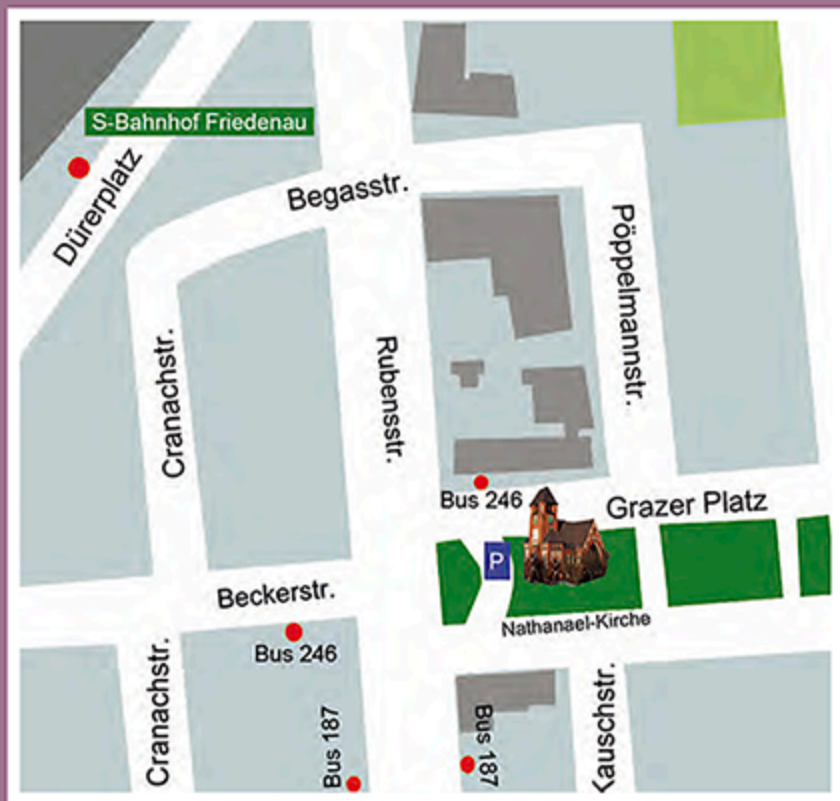 S-Bahnhof Friedenau
Dürerplatz
Begasstr.
Pöppelmannstr.
Cranachstr.
Rubensstr.
Bus 246
Grazer Platz
P
Beckerstr.
Nathanael-Kirche
Bus 246
Cranachstr.
Bus 187
Bus 187
Kauschstr.